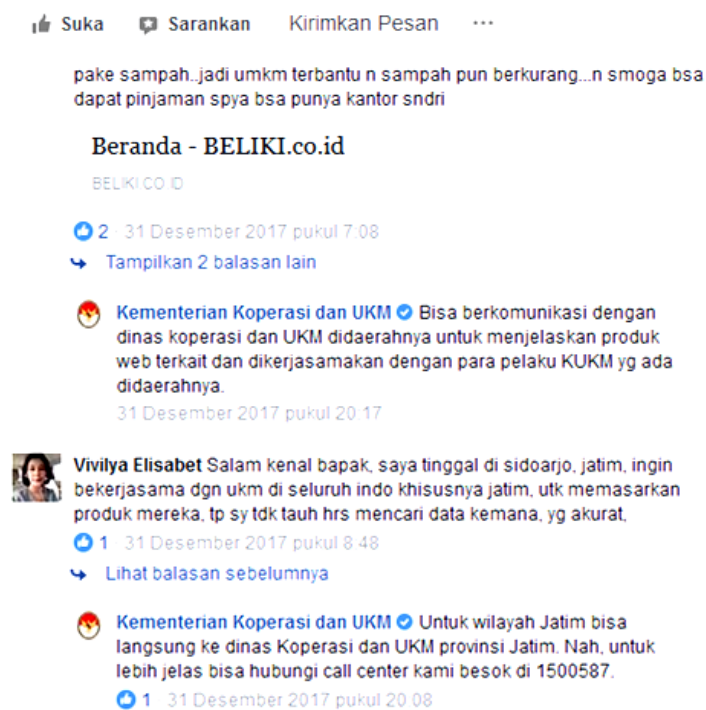 Suka Sarankan Kirimkan Pesan ...
pake sampah..jadi umkm terbantu n sampah pun berkurang...n smoga bsa
dapat pinjaman spya bsa punya kantor sndri
Beranda - BELIKI.co.id
BELIKI.CO.ID
2 · 31 Desember 2017 pukul 7:08
Tampilkan 2 balasan lain
Kementerian Koperasi dan UKM Bisa berkomunikasi dengan
dinas koperasi dan UKM didaerahnya untuk menjelaskan produk
web terkait dan dikerjasamakan dengan para pelaku KUKM yg ada
didaerahnya.
31 Desember 2017 pukul 20:17
Vivilya Elisabet Salam kenal bapak, saya tinggal di sidoarjo, jatim, ingin
bekerjasama dgn ukm di seluruh indo khisusnya jatim, utk memasarkan
produk mereka, tp sy tdk tauh hrs mencari data kemana, yg akurat,
1 · 31 Desember 2017 pukul 8:48
Lihat balasan sebelumnya
Kementerian Koperasi dan UKM Untuk wilayah Jatim bisa
langsung ke dinas Koperasi dan UKM provinsi Jatim. Nah, untuk
lebih jelas bisa hubungi call center kami besok di 1500587.
1 · 31 Desember 2017 pukul 20:08